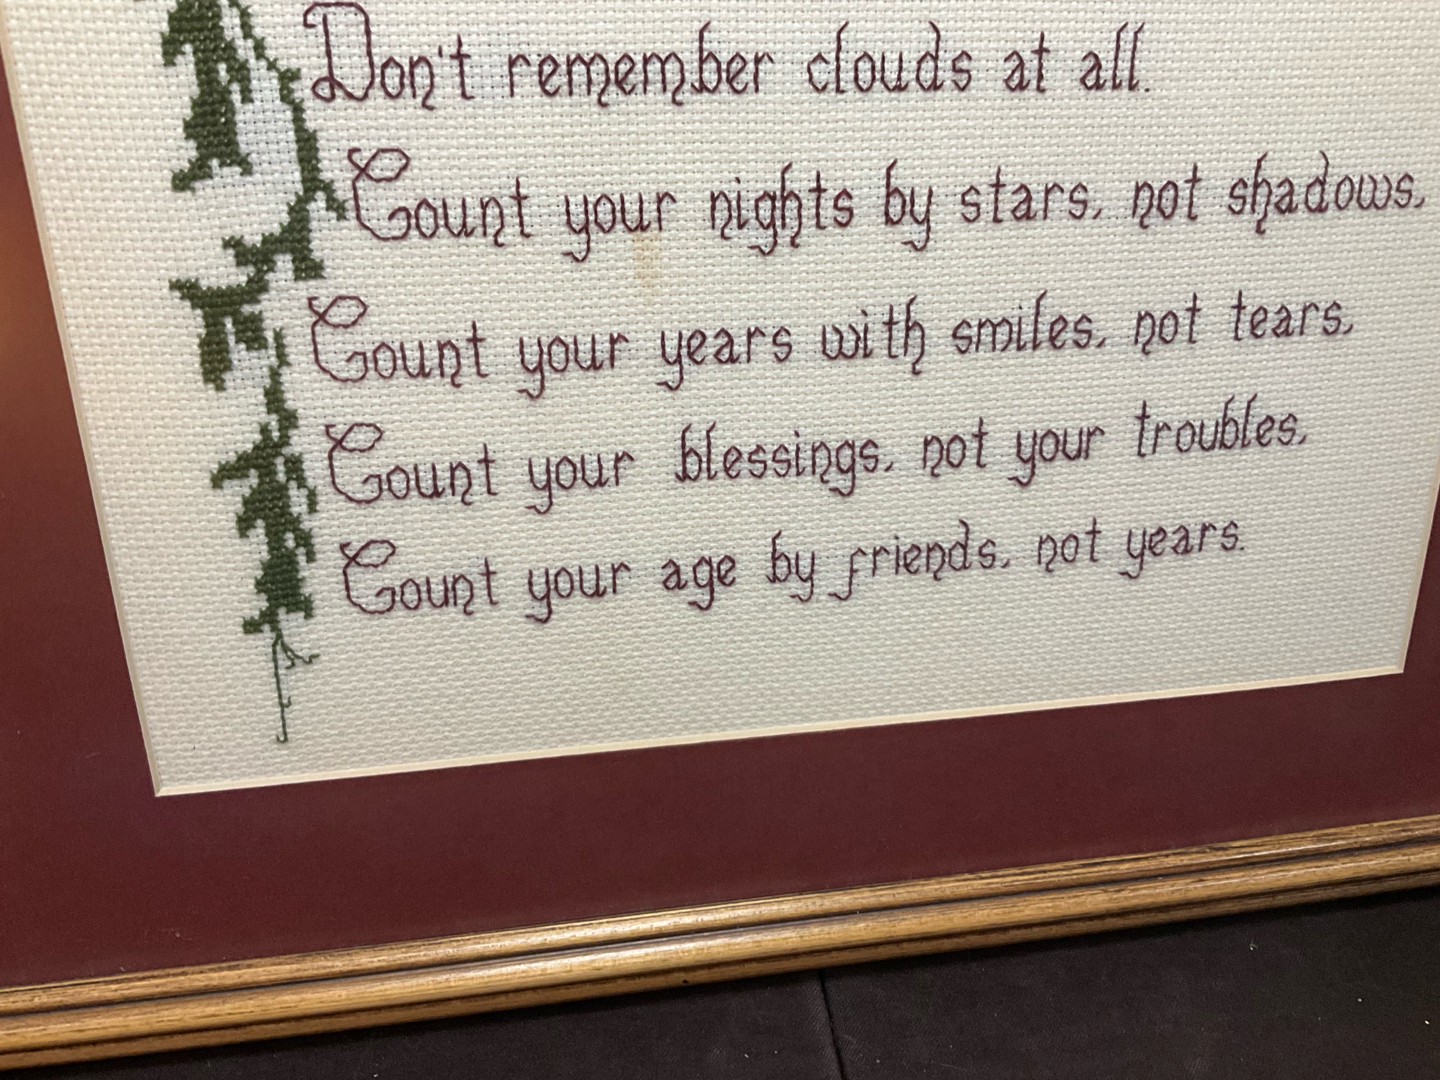 Don't remember clouds at all.
Count your nights by stars, not shadows,
Count your years with smiles, not tears,
Count your blessings, not your troubles,
Count your age by friends, not years.